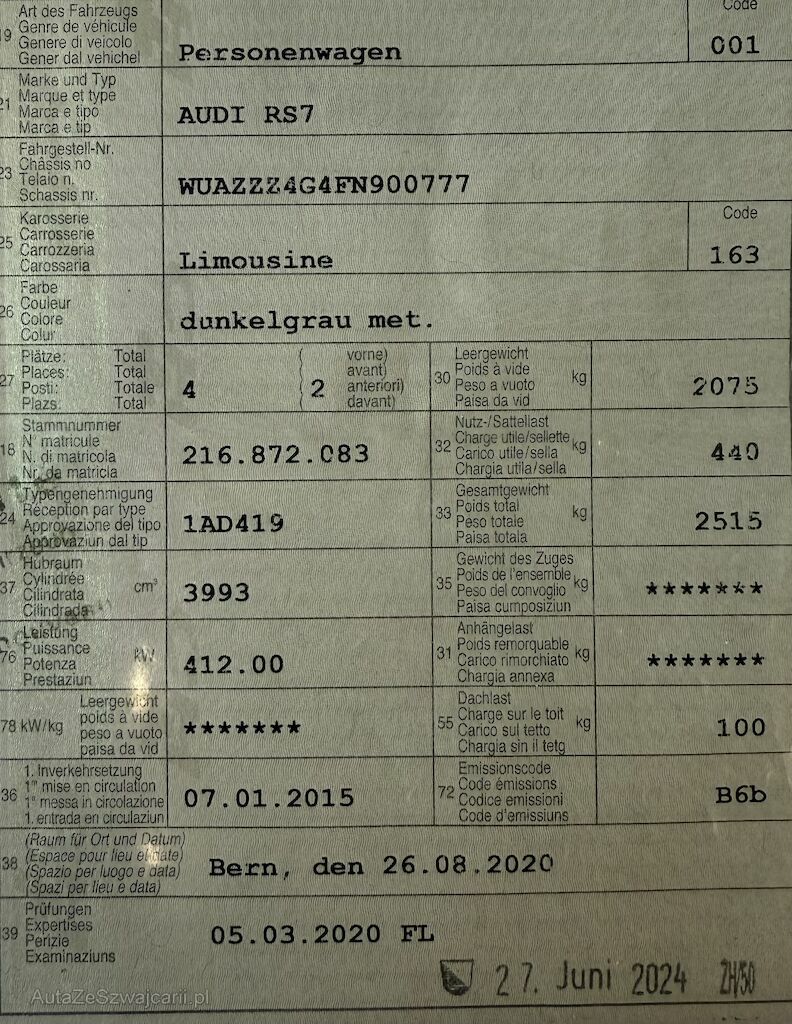 19 Art des Fahrzeugs
Genre de véhicule
Genere di veicolo
Gener dal vehichel
Personenwagen
Code
001
21 Marke und Typ
Marque et type
Marca e tipo
Marca e tip
AUDI RS7
23 Fahrgestell-Nr.
Châssis no
Telaio n.
Schassis nr.
WUAZZZ4G4FN900777
25 Karosserie
Carrosserie
Carrozzeria
Carossaria
Limousine
Code
163
26 Farbe
Couleur
Colore
Colur
dunkelgrau met.
27 Plätze: Total
Places: Total
Posti: Totale
Plazs: Total
4
( vorne)
( avant)
( 2 anteriori)
( davant)
30 Leergewicht
Poids à vide
Peso a vuoto
Paisa da vid
kg
2075
18 Stammnummer
N° matricule
N. di matricola
Nr. da matricla
216.872.083
32 Nutz-/Sattellast
Charge utile/sellette
Carico utile/sella
Chargia utila/sella
kg
440
24 Typengenehmigung
Réception par type
Approvazione del tipo
Approvaziun dal tip
1AD419
33 Gesamtgewicht
Poids total
Peso totale
Paisa totala
kg
2515
37 Hubraum
Cylindrée
Cilindrata
Cilindrada
cm³
3993
35 Gewicht des Zuges
Poids de l'ensemble
Peso del convoglio
Paisa cumposiziun
kg
*******
76 Leistung
Puissance
Potenza
Prestaziun
kW
412.00
31 Anhängelast
Poids remorquable
Carico rimorchiato
Chargia annexa
kg
*******
78 kW/kg
Leergewicht
poids à vide
peso a vuoto
paisa da vid
*******
55 Dachlast
Charge sur le toit
Carico sul tetto
Chargia sin il tetg
kg
100
36 1. Inverkehrsetzung
1re mise en circulation
1a messa in circolazione
1. entrada en circulaziun
07.01.2015
72 Emissionscode
Code émissions
Codice emissioni
Code d'emissiuns
B6b
38 (Raum für Ort und Datum)
(Espace pour lieu et date)
(Spazio per luogo e data)
(Spazi per lieu e data)
Bern, den 26.08.2020
39 Prüfungen
Expertises
Perizie
Examinaziuns
05.03.2020 FL
27. Juni 2024 ZH/50
AutaZeSzwajcarii.pl